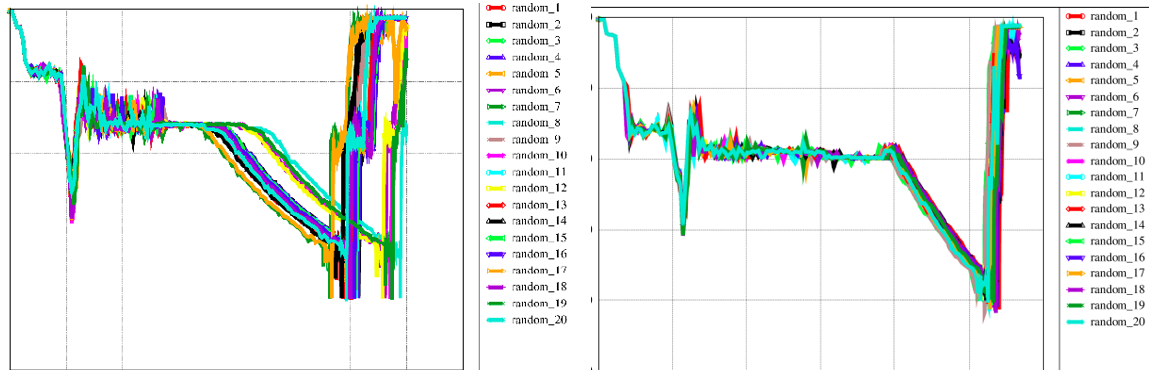 random_1
random_2
random_3
random_4
random_5
random_6
random_7
random_8
random_9
random_10
random_11
random_12
random_13
random_14
random_15
random_16
random_17
random_18
random_19
random_20
random_1
random_2
random_3
random_4
random_5
random_6
random_7
random_8
random_9
random_10
random_11
random_12
random_13
random_14
random_15
random_16
random_17
random_18
random_19
random_20